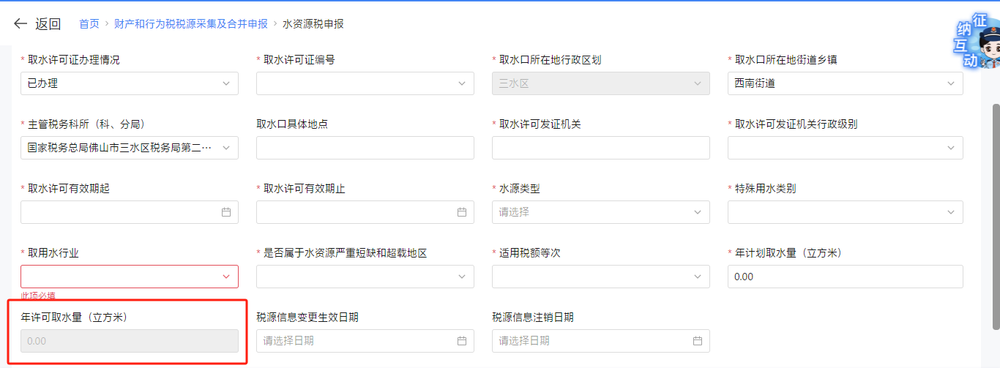 返回 首页 > 财产和行为税税源采集及合并申报 > 水资源税申报
征纳互动
* 取水许可证办理情况 * 取水许可证编号 * 取水口所在地行政区划 * 取水口所在地街道乡镇
已办理 三水区 西南街道
* 主管税务科所（科、分局） 取水口具体地点 * 取水许可发证机关 * 取水许可发证机关行政级别
国家税务总局佛山市三水区税务局第二…
* 取水许可有效期起 * 取水许可有效期止 * 水源类型 * 特殊用水类别
请选择
* 取用水行业 * 是否属于水资源严重短缺和超载地区 * 适用税额等次 * 年计划取水量（立方米）
0.00
此项必填
年许可取水量（立方米） 税源信息变更生效日期 税源信息注销日期
0.00 请选择日期 请选择日期